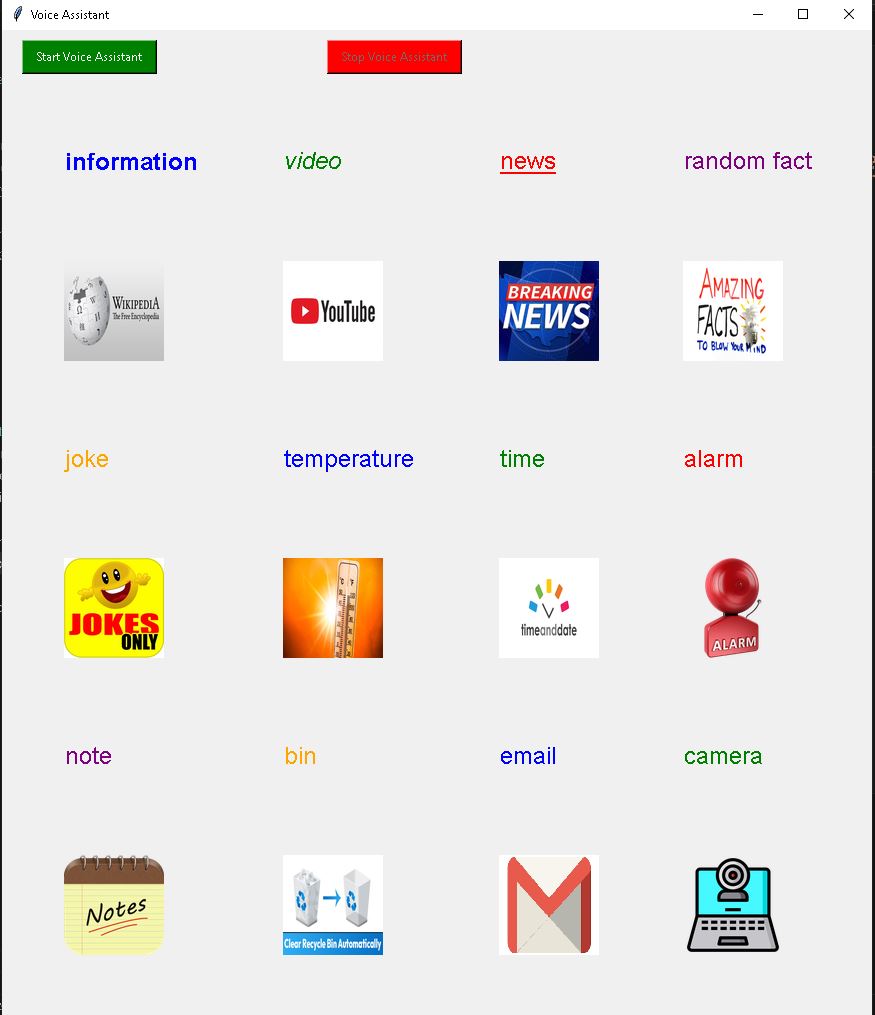 Voice Assistant
Start Voice Assistant
Stop Voice Assistant
information
video
news
random fact
WIKIPEDIA
The Free Encyclopedia
YouTube
BREAKING
NEWS
AMAZING
FACTS
TO BLOW YOUR MIND
joke
temperature
time
alarm
JOKES
ONLY
°C
°F
timeanddate
ALARM
note
bin
email
camera
Notes
Clear Recycle Bin Automatically